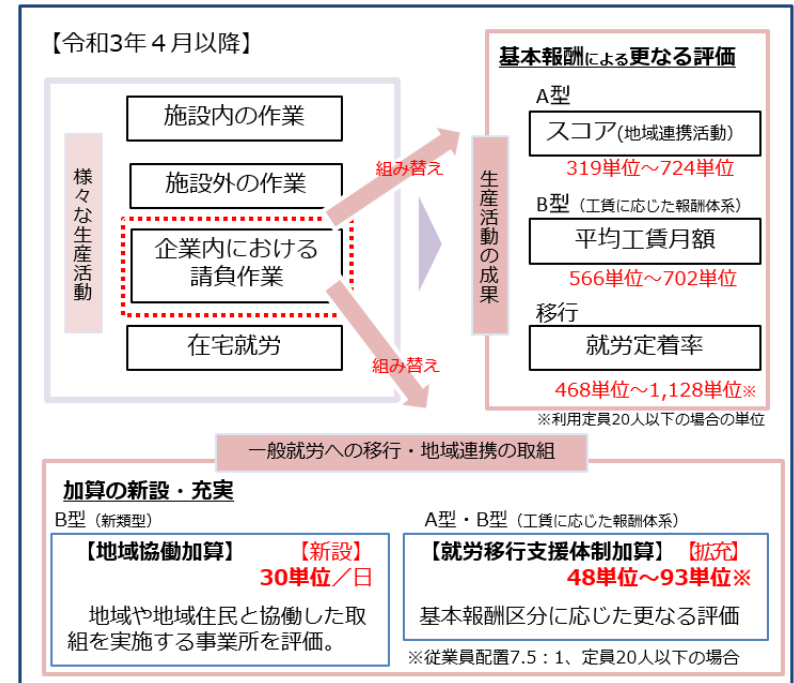 【令和3年４月以降】
様々な生産活動
施設内の作業
施設外の作業
企業内における
請負作業
在宅就労
組み替え
組み替え
基本報酬による更なる評価
生産活動の成果
A型
スコア(地域連携活動）
319単位～724単位
B型（工賃に応じた報酬体系）
平均工賃月額
566単位～702単位
移行
就労定着率
468単位～1,128単位※
※利用定員20人以下の場合の単位
一般就労への移行・地域連携の取組
加算の新設・充実
B型（新類型）
【地域協働加算】 【新設】
30単位／日
地域や地域住民と協働した取
組を実施する事業所を評価。
A型・B型（工賃に応じた報酬体系）
【就労移行支援体制加算】【拡充】
48単位～93単位※
基本報酬区分に応じた更なる評価
※従業員配置7.5：1、定員20人以下の場合